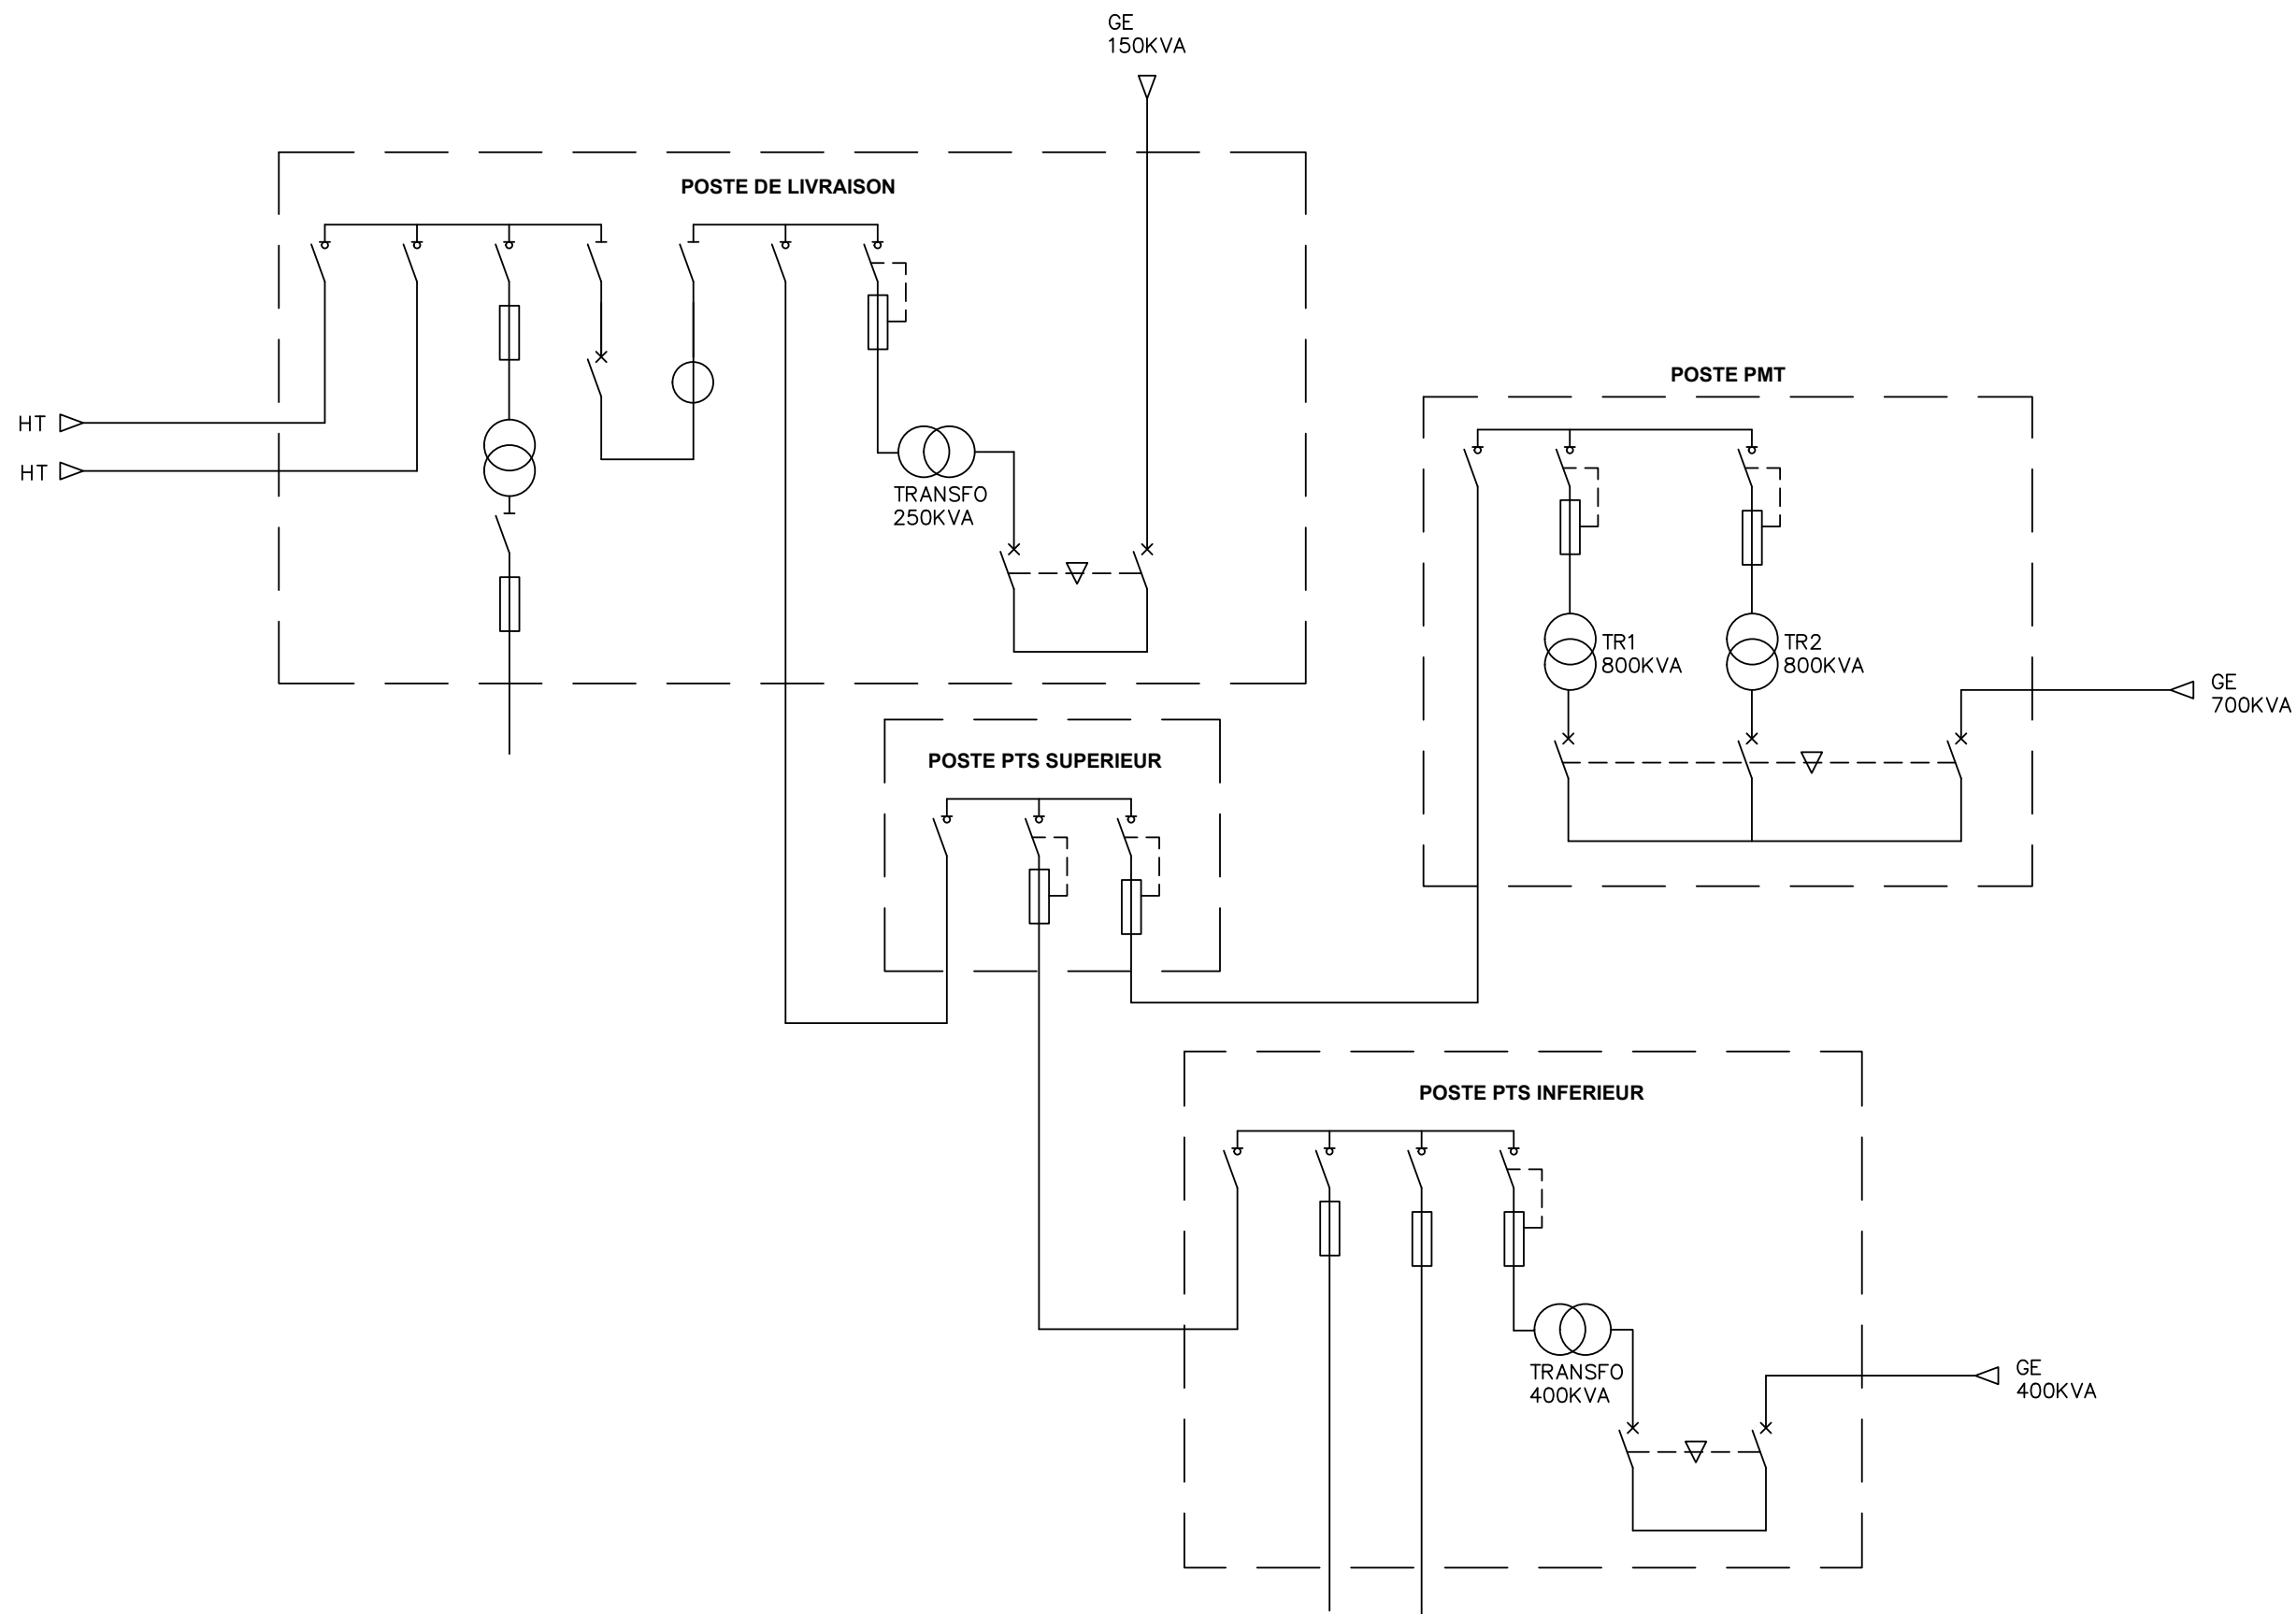 GE
150KVA
POSTE DE LIVRAISON
POSTE PMT
HT
HT
TRANSFO
250KVA
TR1
800KVA
TR2
800KVA
GE
700KVA
POSTE PTS SUPERIEUR
POSTE PTS INFERIEUR
TRANSFO
400KVA
GE
400KVA